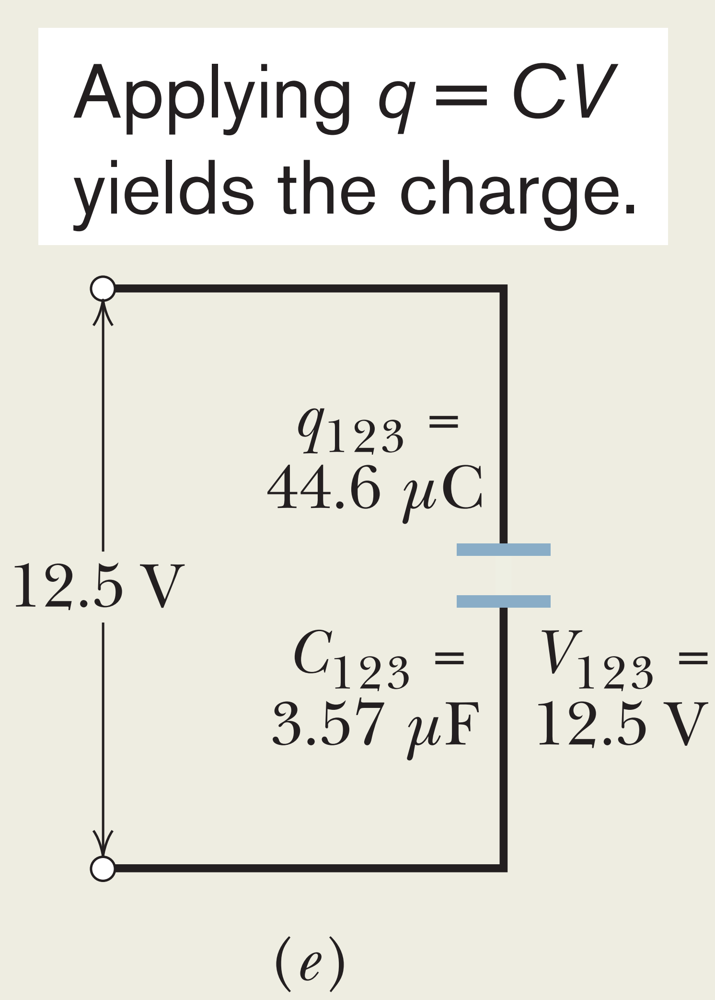 Applying q = CV
yields the charge.
q₁₂₃ =
44.6 μC
12.5 V
C₁₂₃ =
3.57 μF
V₁₂₃ =
12.5 V
(e)